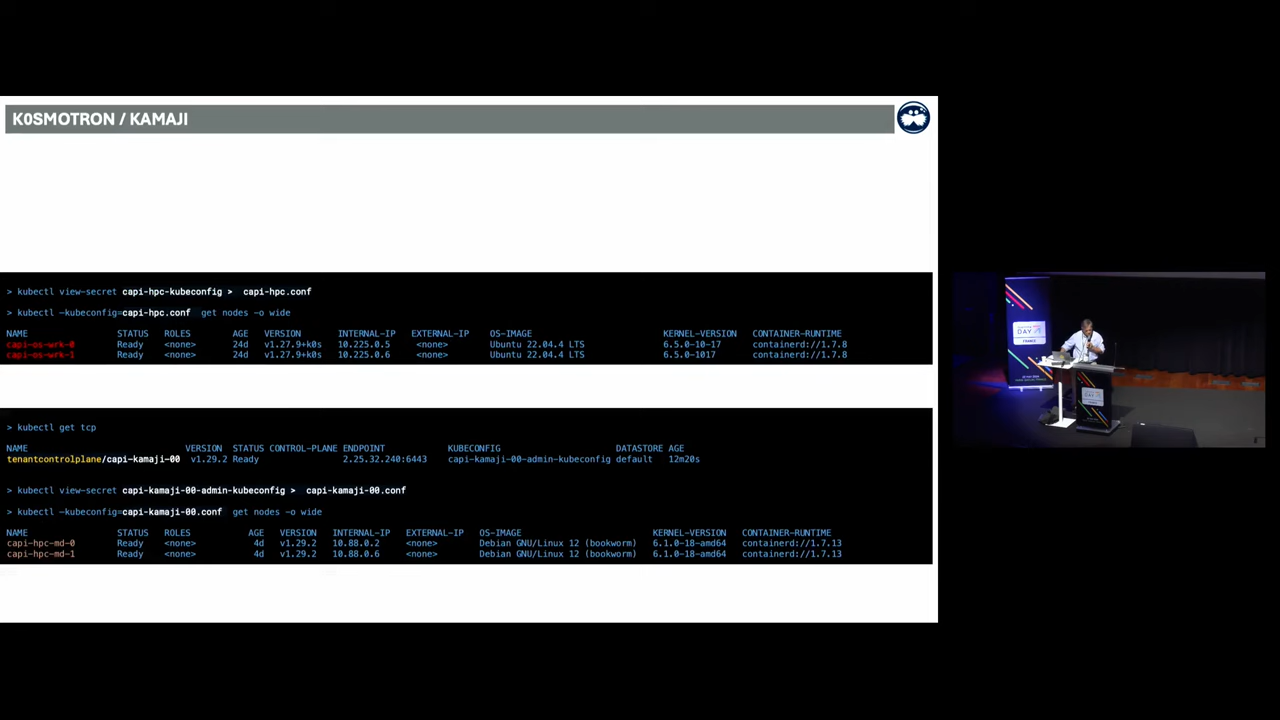 K0SMOTRON / KAMAJI
> kubectl view-secret capi-hpc-kubeconfig > capi-hpc.conf
> kubectl —kubeconfig=capi-hpc.conf get nodes -o wide
NAME STATUS ROLES AGE VERSION INTERNAL-IP EXTERNAL-IP OS-IMAGE KERNEL-VERSION CONTAINER-RUNTIME
capi-os-wrk-0 Ready <none> 24d v1.27.9+k0s 10.225.0.5 <none> Ubuntu 22.04.4 LTS 6.5.0-10-17 containerd://1.7.8
capi-os-wrk-1 Ready <none> 24d v1.27.9+k0s 10.225.0.6 <none> Ubuntu 22.04.4 LTS 6.5.0-1017 containerd://1.7.8
> kubectl get tcp
NAME VERSION STATUS CONTROL-PLANE ENDPOINT KUBECONFIG DATASTORE AGE
tenantcontrolplane/capi-kamaji-00 v1.29.2 Ready 2.25.32.240:6443 capi-kamaji-00-admin-kubeconfig default 12m20s
> kubectl view-secret capi-kamaji-00-admin-kubeconfig > capi-kamaji-00.conf
> kubectl —kubeconfig=capi-kamaji-00.conf get nodes -o wide
NAME STATUS ROLES AGE VERSION INTERNAL-IP EXTERNAL-IP OS-IMAGE KERNEL-VERSION CONTAINER-RUNTIME
capi-hpc-md-0 Ready <none> 4d v1.29.2 10.88.0.2 <none> Debian GNU/Linux 12 (bookworm) 6.1.0-18-amd64 containerd://1.7.13
capi-hpc-md-1 Ready <none> 4d v1.29.2 10.88.0.6 <none> Debian GNU/Linux 12 (bookworm) 6.1.0-18-amd64 containerd://1.7.13
DAY
FRANCE
DAY